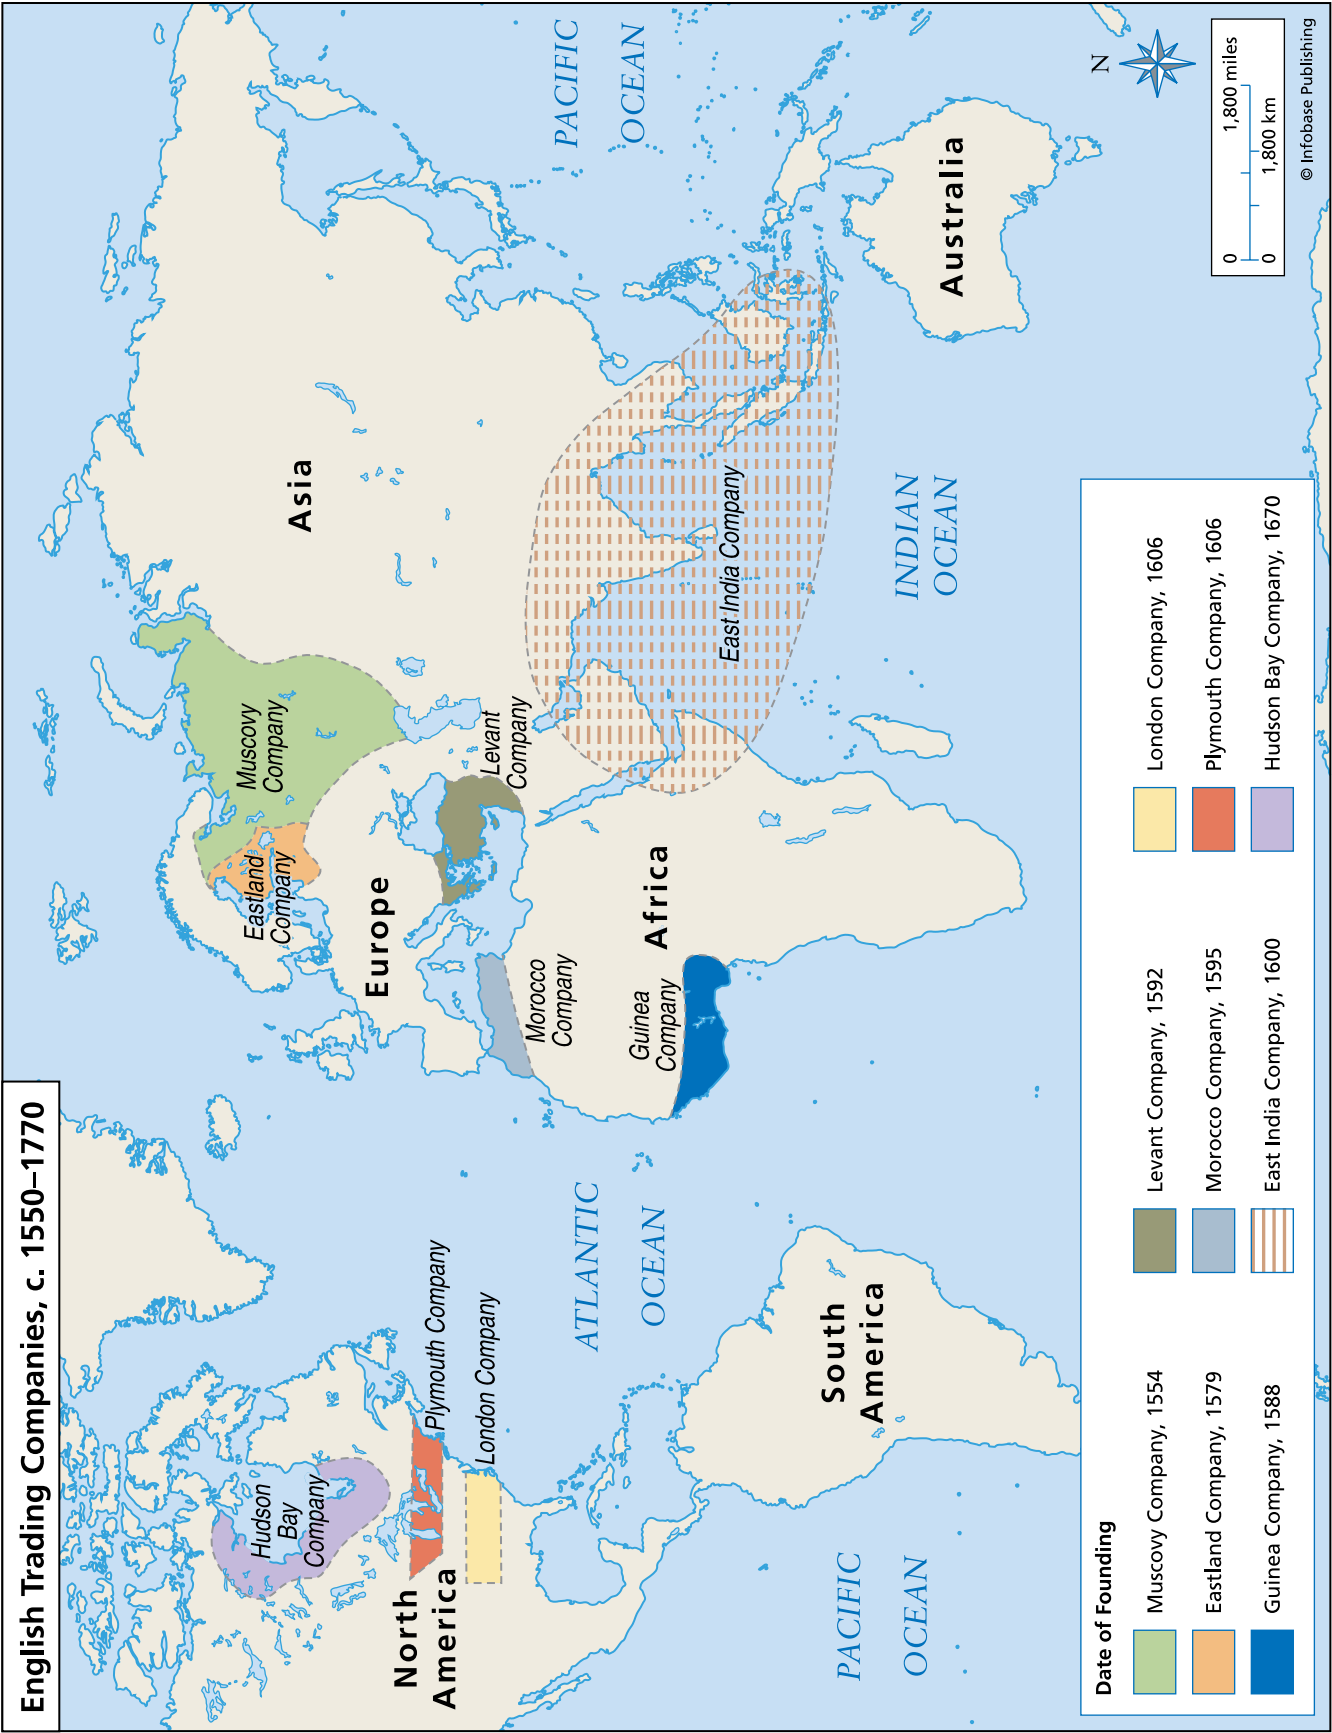 English Trading Companies, c. 1550–1770
PACIFIC
OCEAN
N
0 1,800 miles
0 1,800 km
© Infobase Publishing
Asia
Australia
Muscovy
Company
Eastland
Company
Levant
Company
East India Company
INDIAN
OCEAN
Europe
Africa
Morocco
Company
Guinea
Company
ATLANTIC
OCEAN
Hudson
Bay
Company
Plymouth Company
London Company
North
America
South
America
PACIFIC
OCEAN
Date of Founding
Muscovy Company, 1554
Eastland Company, 1579
Guinea Company, 1588
Levant Company, 1592
Morocco Company, 1595
East India Company, 1600
London Company, 1606
Plymouth Company, 1606
Hudson Bay Company, 1670